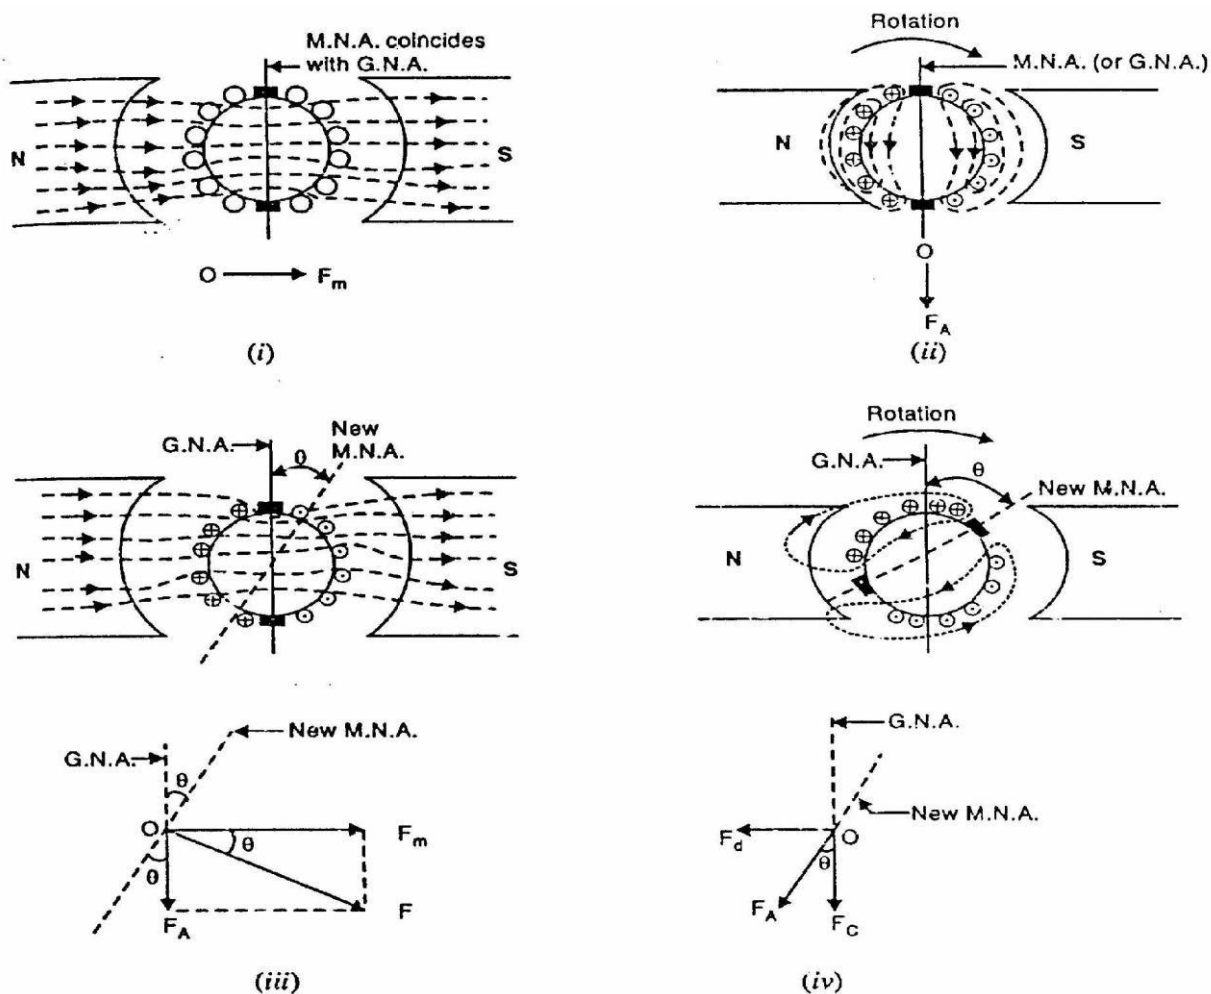 M.N.A. coincides
with G.N.A.
N
S
O
F_m
(i)
Rotation
M.N.A. (or G.N.A.)
N
S
O
F_A
(ii)
G.N.A.
New
M.N.A.
θ
N
S
New M.N.A.
G.N.A.
θ
O
F_m
θ
θ
F_A
F
(iii)
Rotation
G.N.A.
θ
New M.N.A.
N
S
G.N.A.
New M.N.A.
F_d
O
θ
F_A
F_C
(iv)